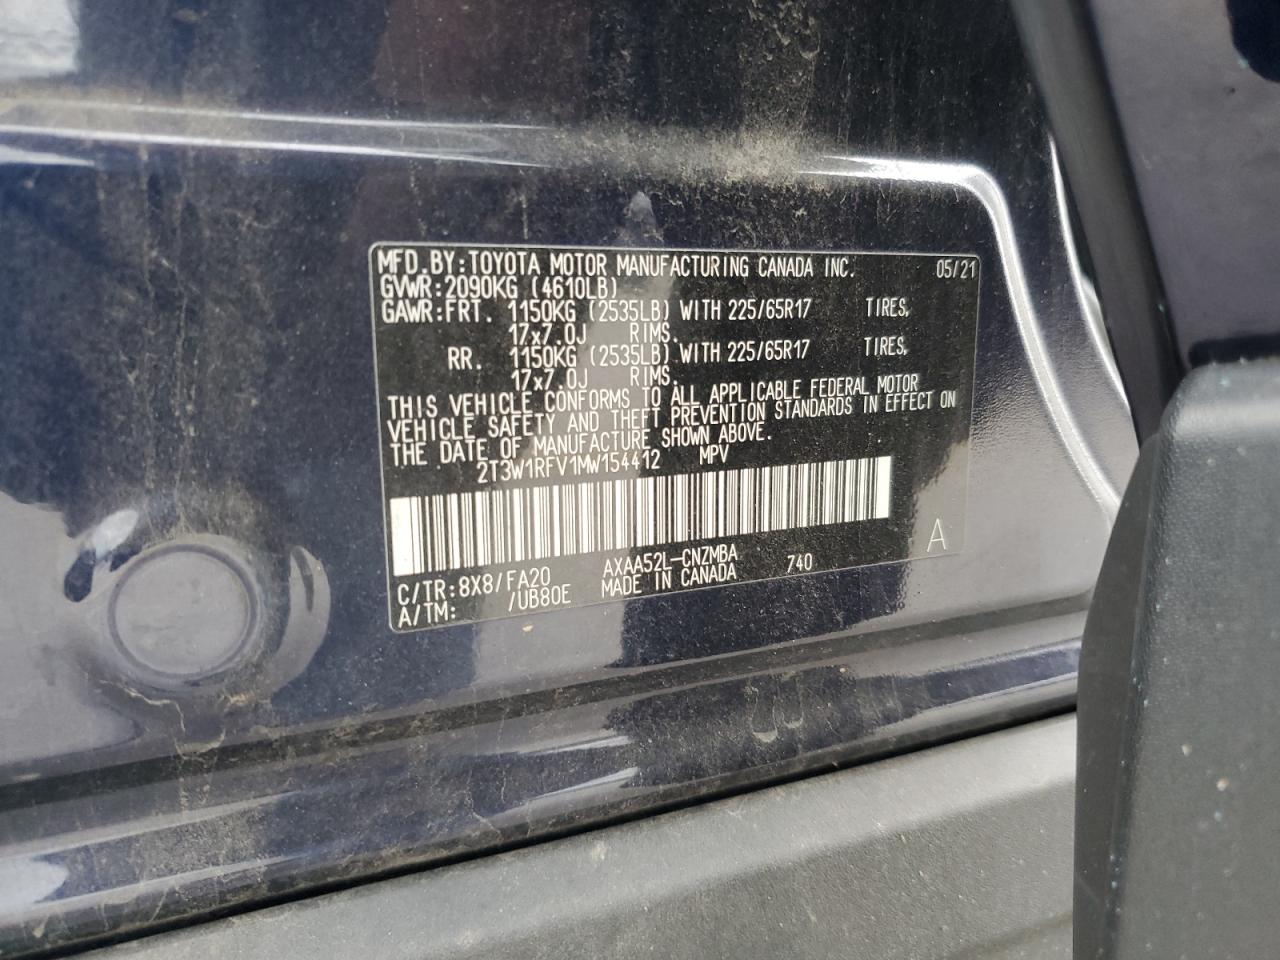 MFD.BY:TOYOTA MOTOR MANUFACTURING CANADA INC. 05/21
GVWR:2090KG (4610LB)
GAWR:FRT. 1150KG (2535LB) WITH 225/65R17 TIRES,
17x7.0J RIMS.
RR. 1150KG (2535LB) WITH 225/65R17 TIRES,
17x7.0J RIMS.
THIS VEHICLE CONFORMS TO ALL APPLICABLE FEDERAL MOTOR
VEHICLE SAFETY AND THEFT PREVENTION STANDARDS IN EFFECT ON
THE DATE OF MANUFACTURE SHOWN ABOVE.
2T3W1RFV1MW154412 MPV
C/TR:8X8/FA20 AXAA52L-CNZMBA 740 A
A/TM: /UB80E MADE IN CANADA